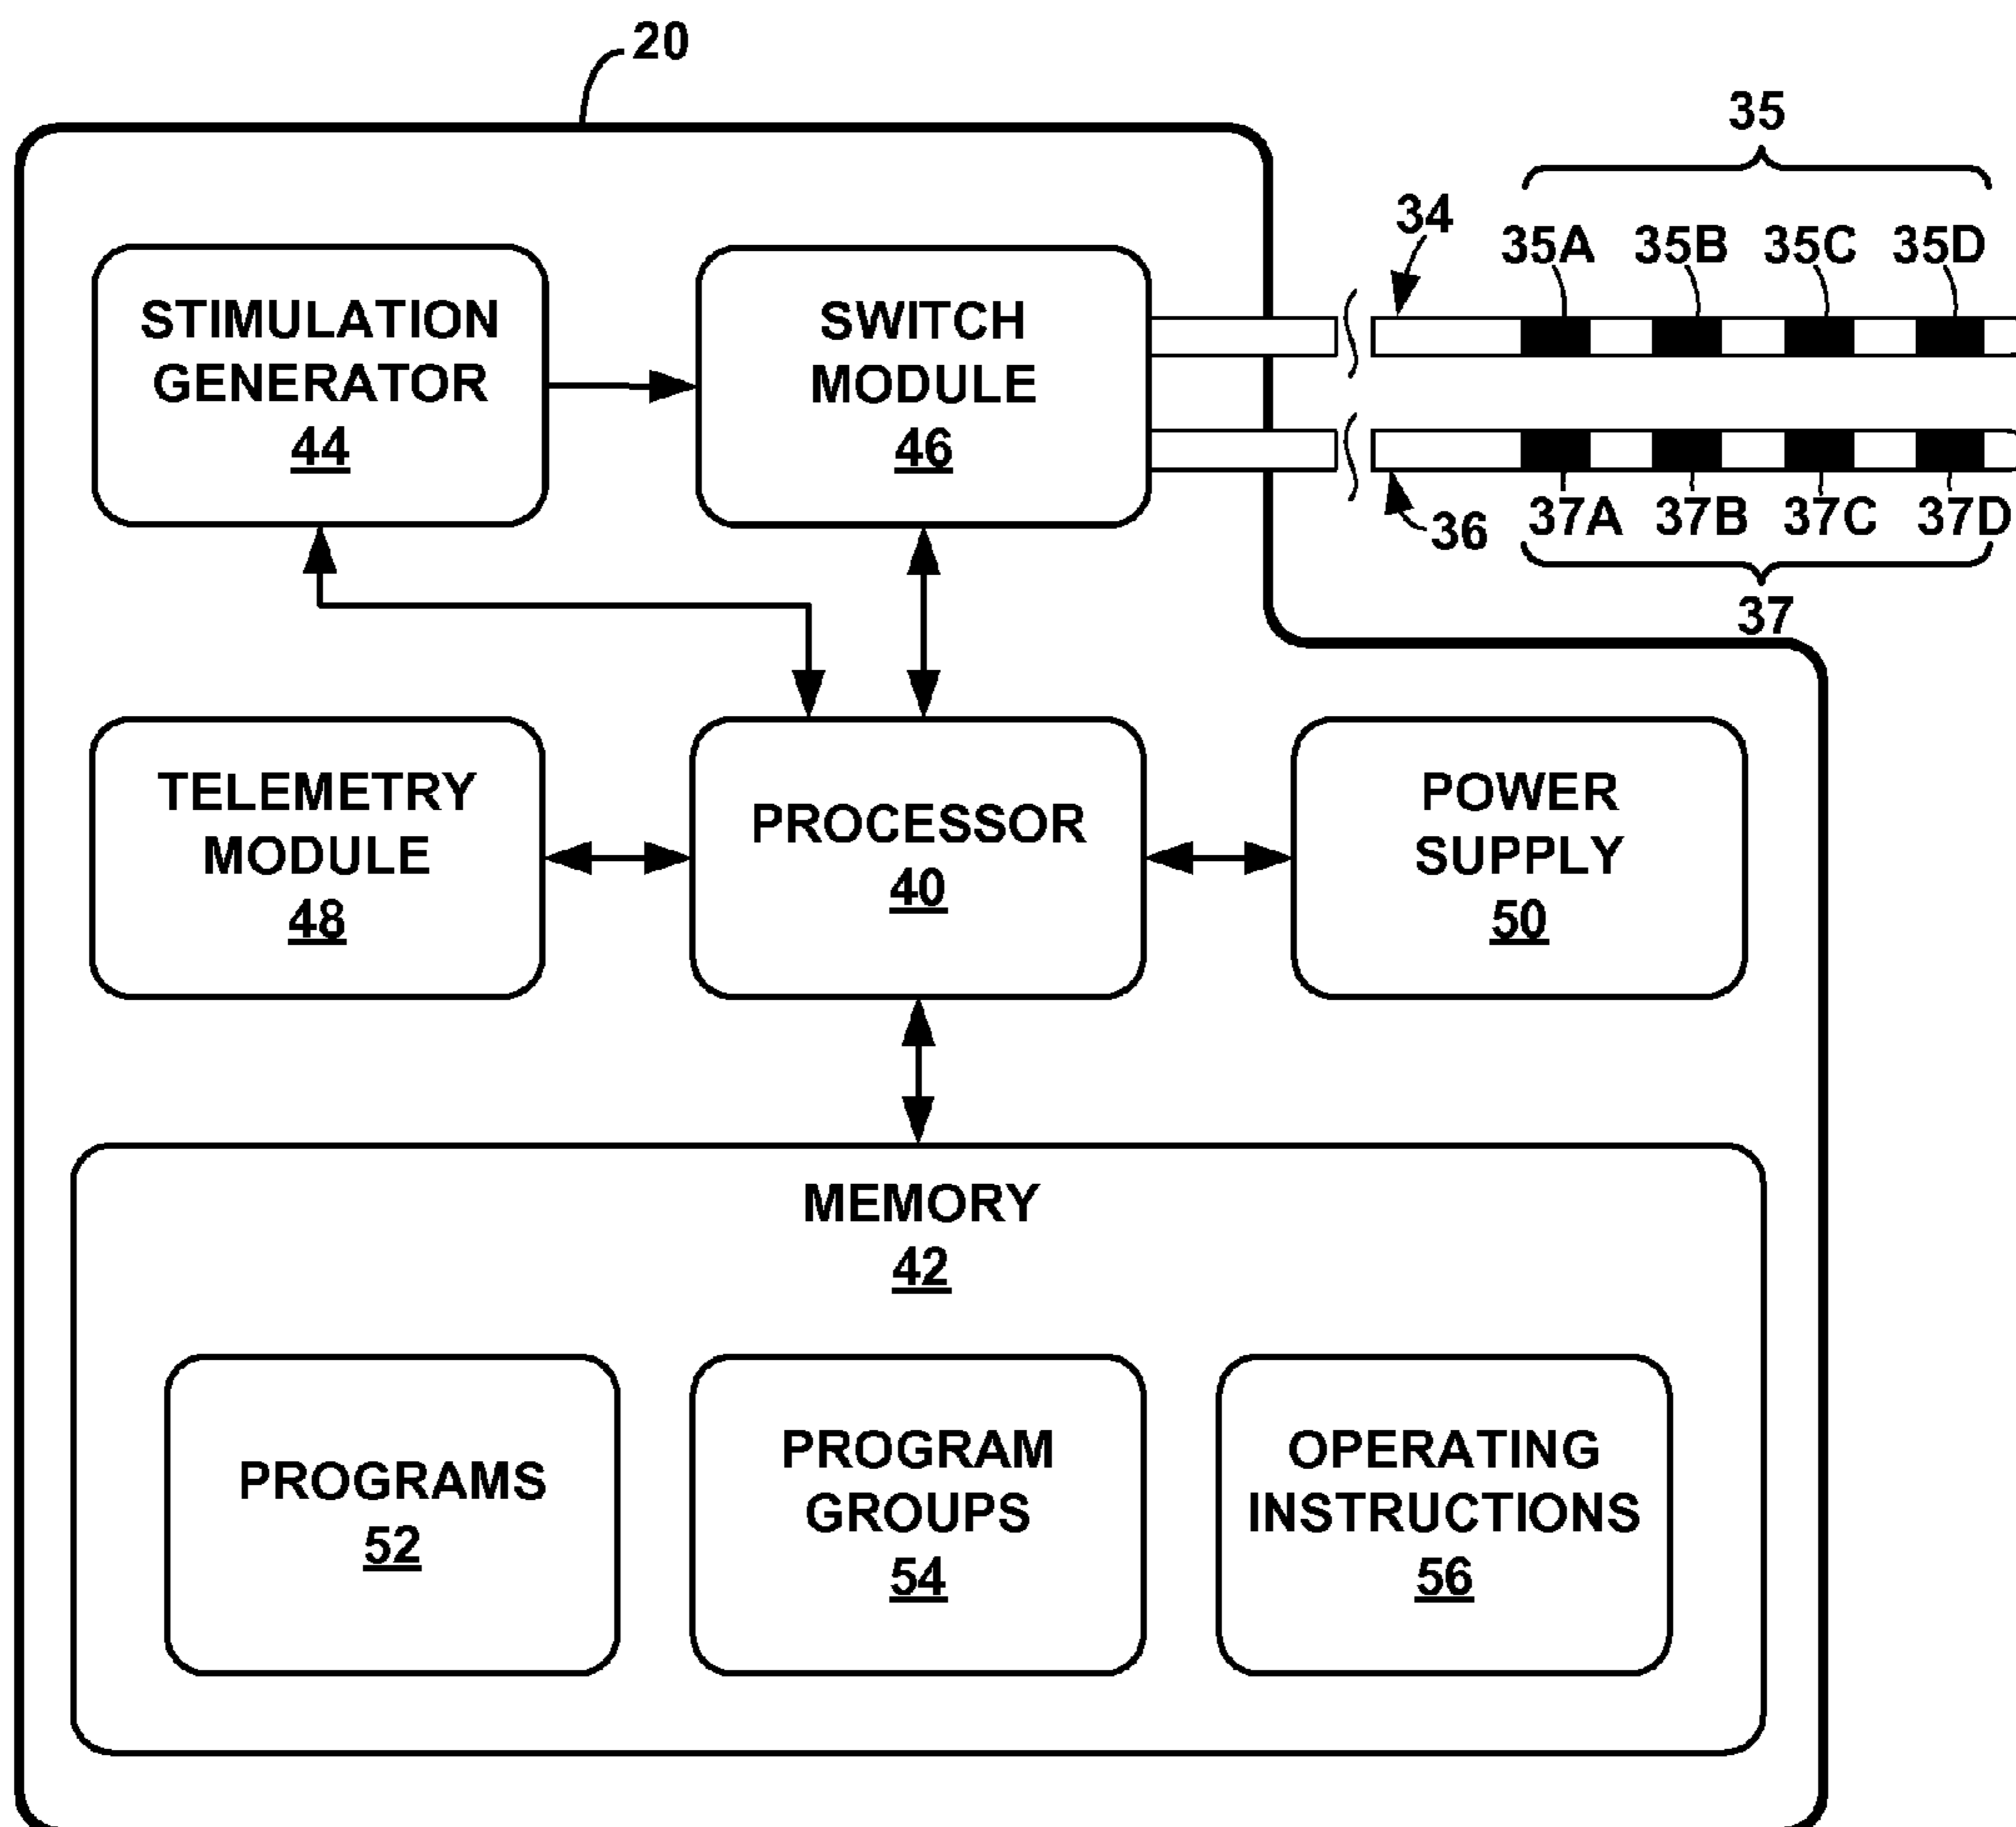 20
35
34
35A 35B 35C 35D
STIMULATION
GENERATOR
44
SWITCH
MODULE
46
36
37A 37B 37C 37D
37
TELEMETRY
MODULE
48
PROCESSOR
40
POWER
SUPPLY
50
MEMORY
42
PROGRAMS
52
PROGRAM
GROUPS
54
OPERATING
INSTRUCTIONS
56